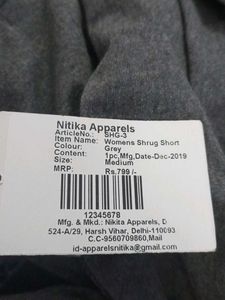 Nitika Apparels
ArticleNo.: SHG-3
Item Name: Womens Shrug Short
Colour: Grey
Content: 1pc,Mfg,Date-Dec-2019
Size: Medium
MRP: Rs.799 /-
12345678
Mfg. & Mkd.: Nikita Apparels, D
524-A/29, Harsh Vihar, Delhi-110093
C.C-9560709860,Mail
id-apparelsnitika@gmail.com